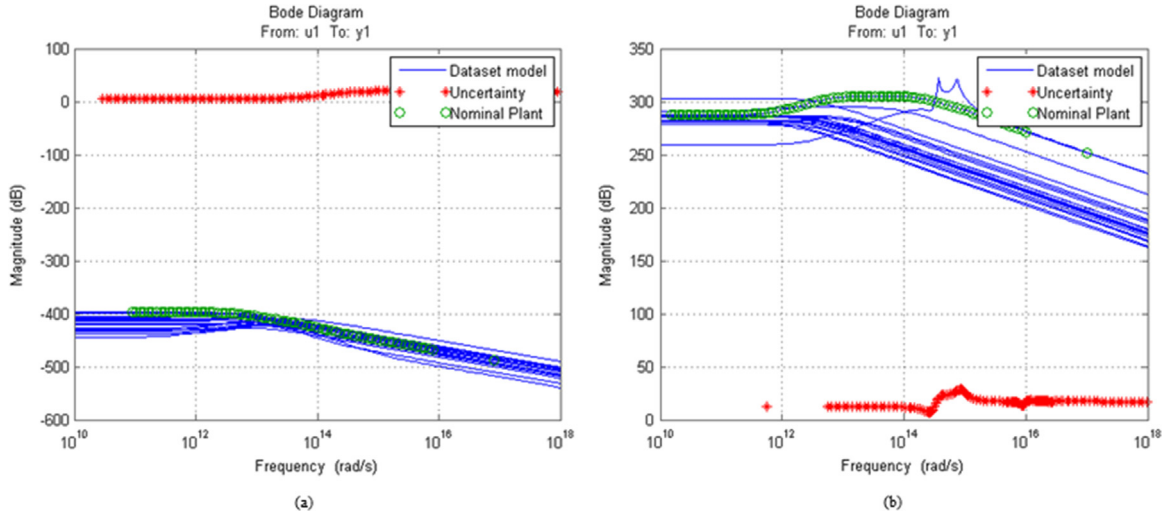 Bode Diagram
From: u1 To: y1
100
0
-100
-200
-300
-400
-500
-600
Magnitude (dB)
Dataset model
Uncertainty
Nominal Plant
10^10
10^12
10^14
10^16
10^18
Frequency (rad/s)
(a)
Bode Diagram
From: u1 To: y1
350
300
250
200
150
100
50
0
Magnitude (dB)
Dataset model
Uncertainty
Nominal Plant
10^10
10^12
10^14
10^16
10^18
Frequency (rad/s)
(b)